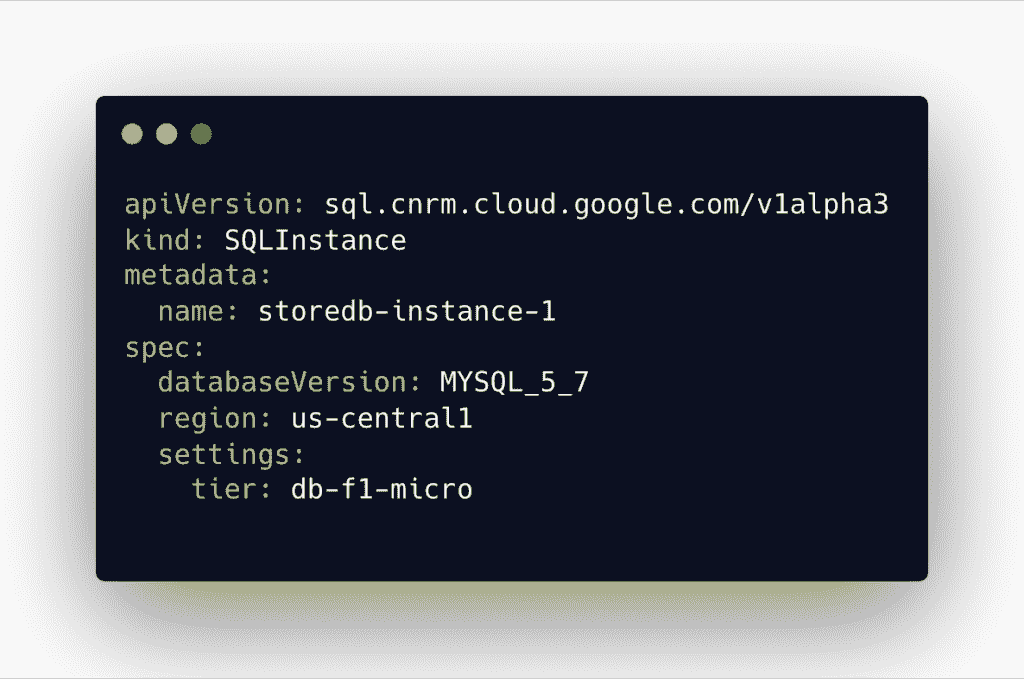 apiVersion: sql.cnrm.cloud.google.com/v1alpha3
kind: SQLInstance
metadata:
  name: storedb-instance-1
spec:
  databaseVersion: MYSQL_5_7
  region: us-central1
  settings:
    tier: db-f1-micro